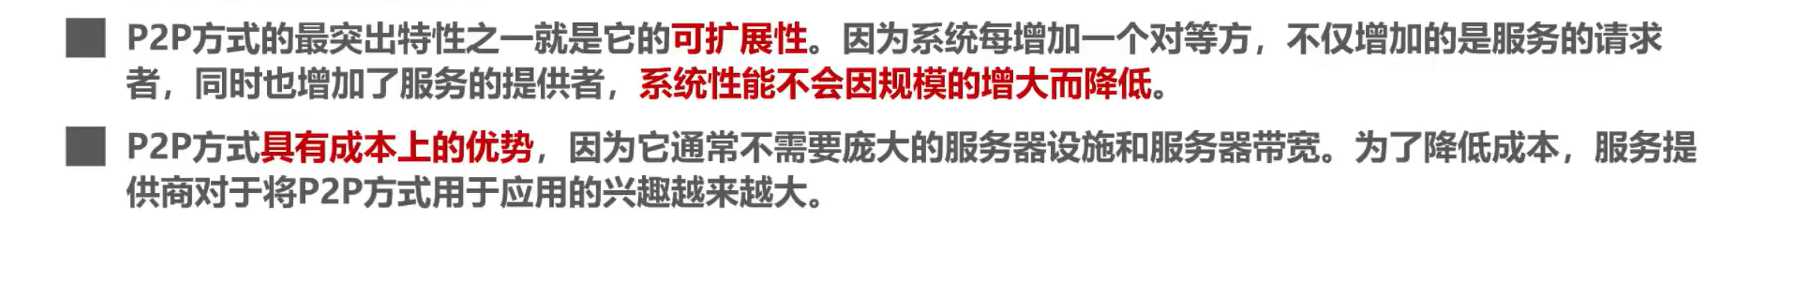 P2P方式的最突出特性之一就是它的可扩展性。因为系统每增加一个对等方，不仅增加的是服务的请求
者，同时也增加了服务的提供者，系统性能不会因规模的增大而降低。
P2P方式具有成本上的优势，因为它通常不需要庞大的服务器设施和服务器带宽。为了降低成本，服务提
供商对于将P2P方式用于应用的兴趣越来越大。